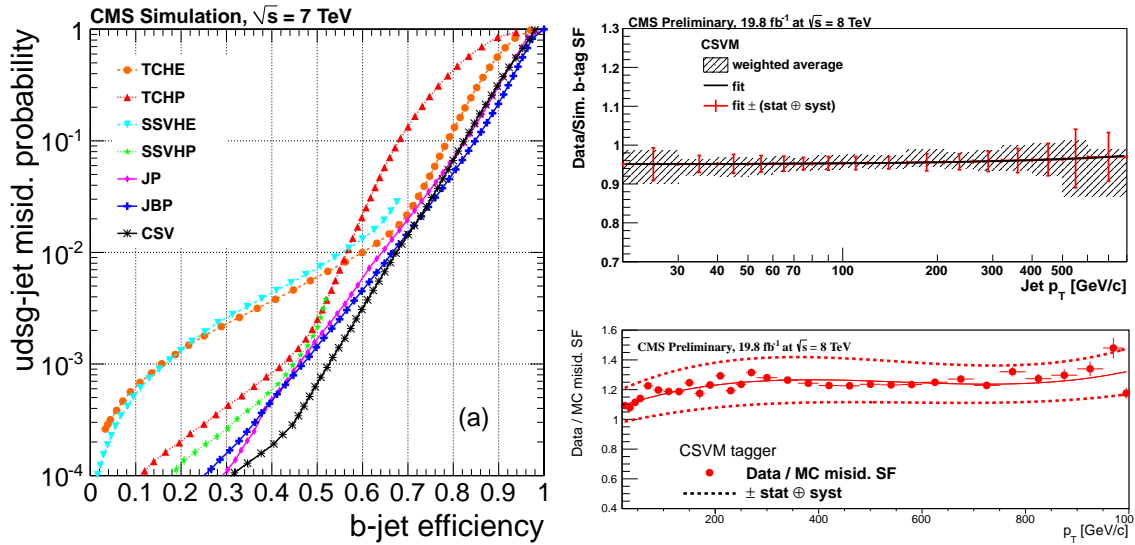 CMS Simulation, √s = 7 TeV
udsg-jet misid. probability
1
10⁻¹
10⁻²
10⁻³
10⁻⁴
TCHE
TCHP
SSVHE
SSVHP
JP
JBP
CSV
(a)
0 0.1 0.2 0.3 0.4 0.5 0.6 0.7 0.8 0.9 1
b-jet efficiency
CMS Preliminary, 19.8 fb⁻¹ at √s = 8 TeV
Data/Sim. b-tag SF
1.3
1.2
1.1
1
0.9
0.8
0.7
CSVM
weighted average
fit
fit ± (stat ⊕ syst)
30 40 50 60 70 100 200 300 400 500
Jet p_T [GeV/c]
Data / MC misid. SF
1.6
1.4
1.2
1
0.8
0.6
0.4
CMS Preliminary, 19.8 fb⁻¹ at √s = 8 TeV
CSVM tagger
Data / MC misid. SF
± stat ⊕ syst
200 400 600 800 1000
p_T [GeV/c]